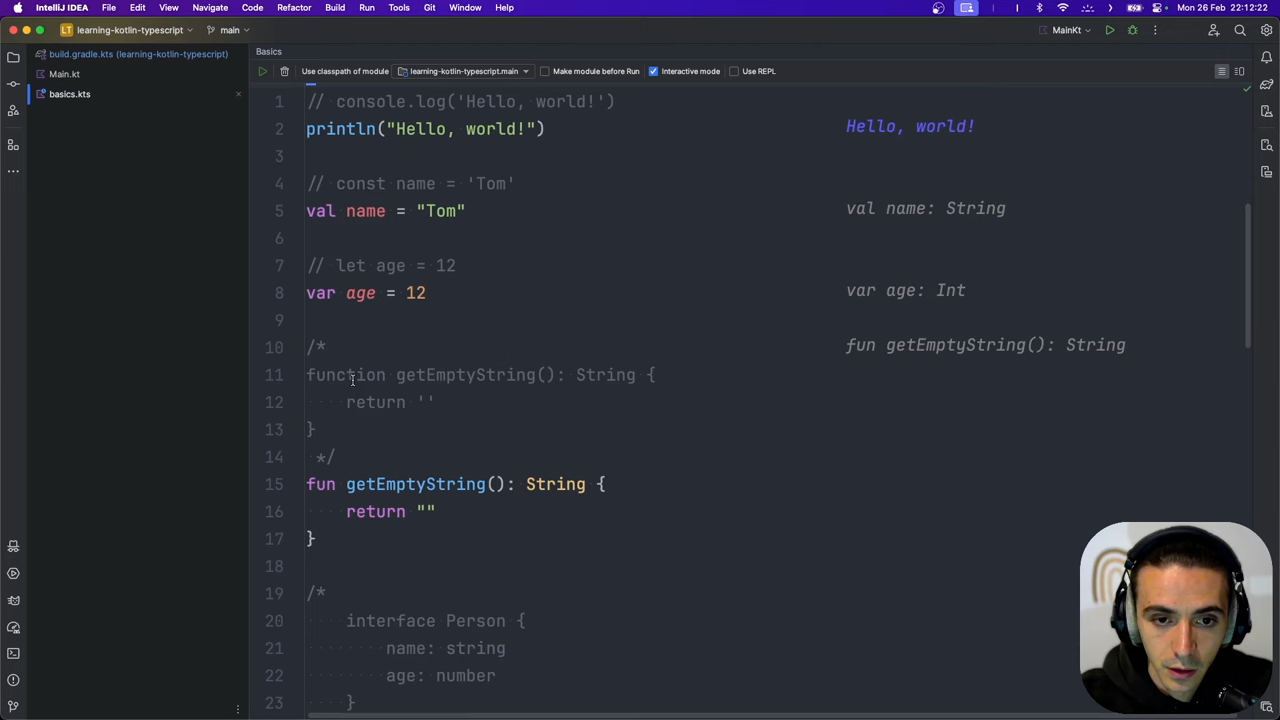 IntelliJ IDEA File Edit View Navigate Code Refactor Build Run Tools Git Window Help Mon 26 Feb 22:12:22
LT learning-kotlin-typescript main MainKt
build.gradle.kts (learning-kotlin-typescript)
Main.kt
basics.kts
Basics
Use classpath of module learning-kotlin-typescript.main Make module before Run Interactive mode Use REPL
1 // console.log('Hello, world!')
2 println("Hello, world!") Hello, world!
3
4 // const name = 'Tom'
5 val name = "Tom" val name: String
6
7 // let age = 12
8 var age = 12 var age: Int
9
10 /* fun getEmptyString(): String
11 function getEmptyString(): String {
12 return ''
13 }
14 */
15 fun getEmptyString(): String {
16 return ""
17 }
18
19 /*
20 interface Person {
21 name: string
22 age: number
23 }